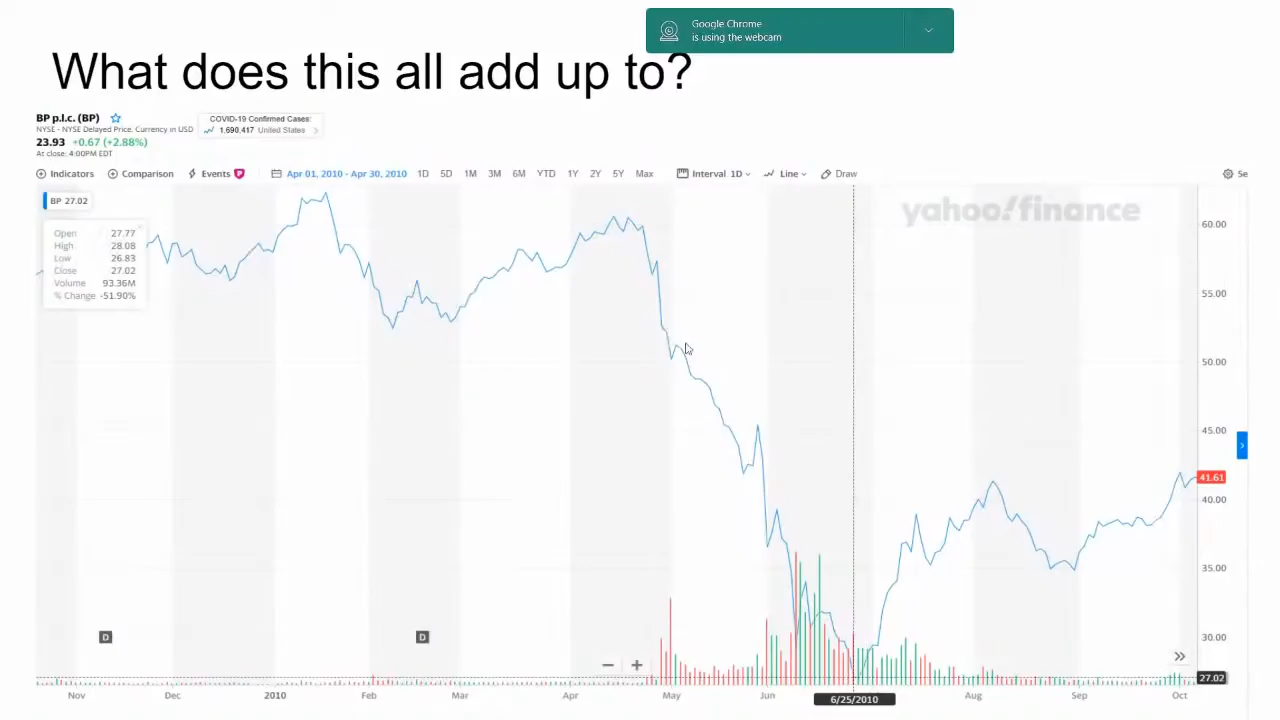 Google Chrome
is using the webcam
What does this all add up to?
BP p.l.c. (BP)
NYSE - NYSE Delayed Price. Currency in USD
COVID-19 Confirmed Cases:
1,690,417 United States
23.93 +0.67 (+2.88%)
At close: 4:00PM EDT
Indicators Comparison Events P Apr 01, 2010 - Apr 30, 2010 1D 5D 1M 3M 6M YTD 1Y 2Y 5Y Max Interval 1D Line Draw Se
BP 27.02
yahoo!finance
Open 27.77
High 28.08
Low 26.83
Close 27.02
Volume 93.36M
% Change -51.90%
60.00
55.00
50.00
45.00
41.61
40.00
35.00
30.00
27.02
D D
Nov Dec 2010 Feb Mar Apr May Jun 6/25/2010 Aug Sep Oct